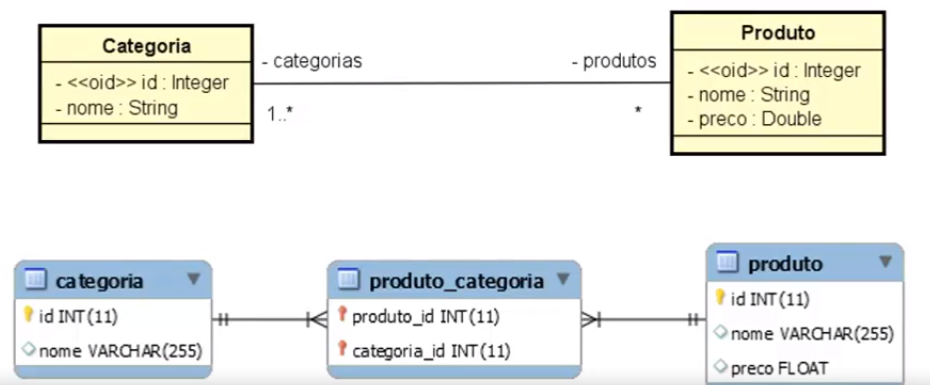 Categoria
- <<oid>> id : Integer
- nome : String
- categorias
1..*
- produtos
*
Produto
- <<oid>> id : Integer
- nome : String
- preco : Double
categoria
id INT(11)
nome VARCHAR(255)
produto_categoria
produto_id INT(11)
categoria_id INT(11)
produto
id INT(11)
nome VARCHAR(255)
preco FLOAT